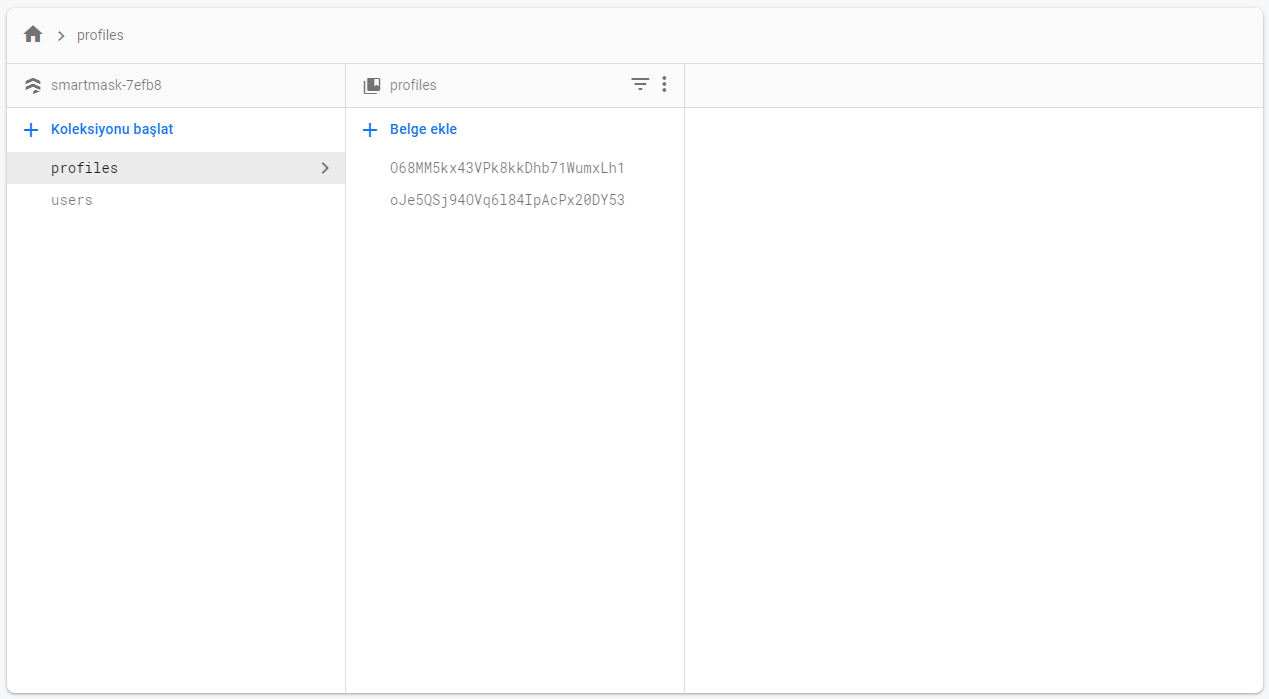 profiles
smartmask-7efb8
profiles
Koleksiyonu başlat
Belge ekle
profiles
users
O68MM5kx43VPk8kkDhb71WumxLh1
oJe5QSj94OVq6l84IpAcPx20DY53